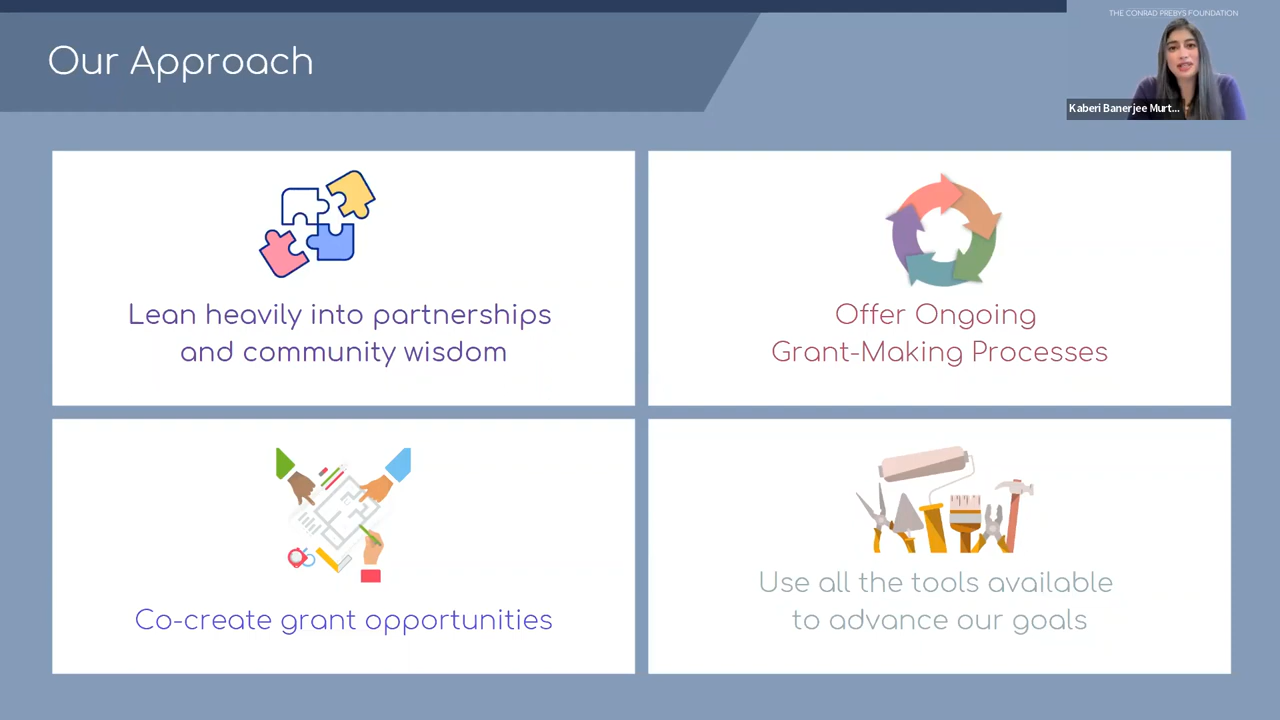 THE CONRAD PREBYS FOUNDATION
Our Approach
Kaberi Banerjee Murt...
Lean heavily into partnerships
and community wisdom
Offer Ongoing
Grant-Making Processes
Co-create grant opportunities
Use all the tools available
to advance our goals